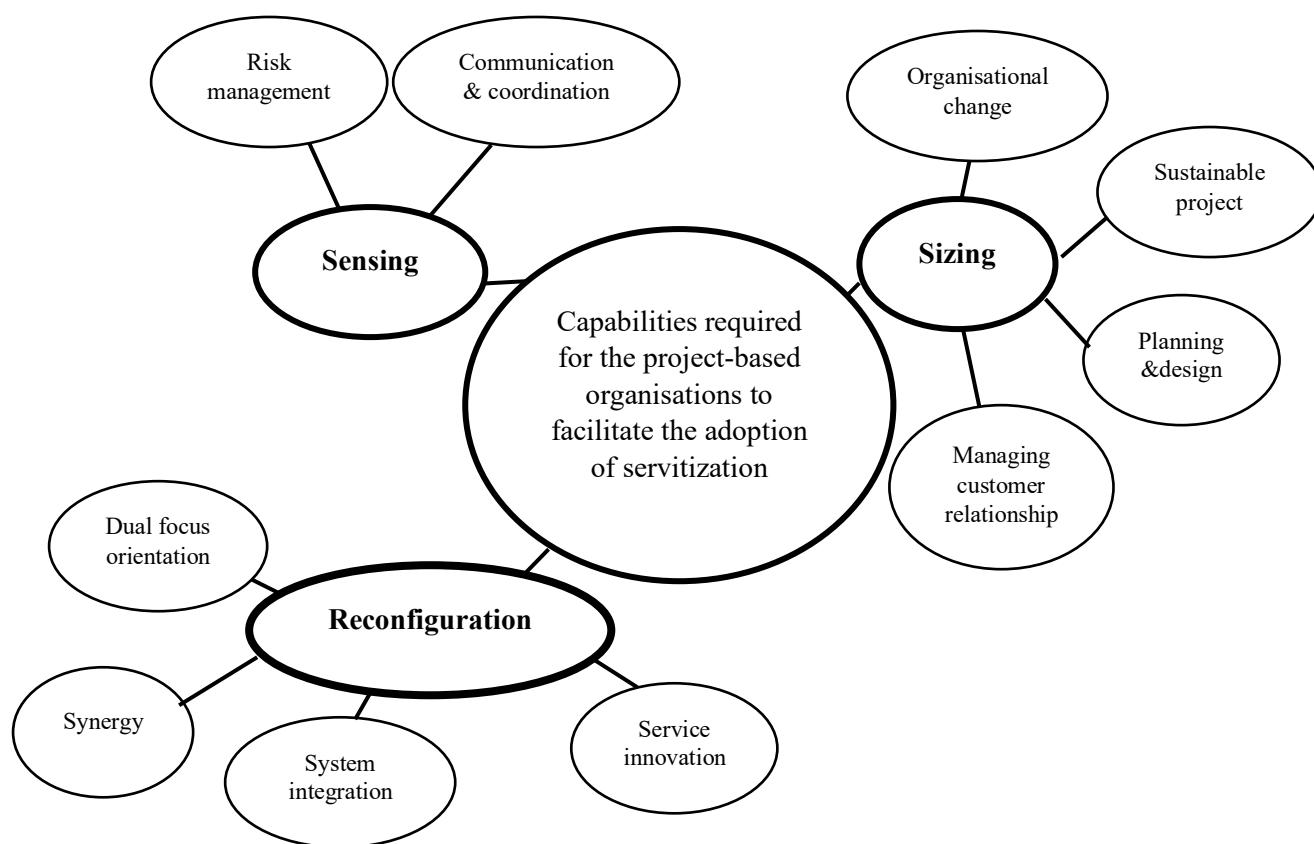 Risk
management
Communication
& coordination
Organisational
change
Sustainable
project
Sensing
Sizing
Capabilities required
for the project-based
organisations to
facilitate the adoption
of servitization
Planning
&design
Managing
customer
relationship
Dual focus
orientation
Reconfiguration
Synergy
System
integration
Service
innovation